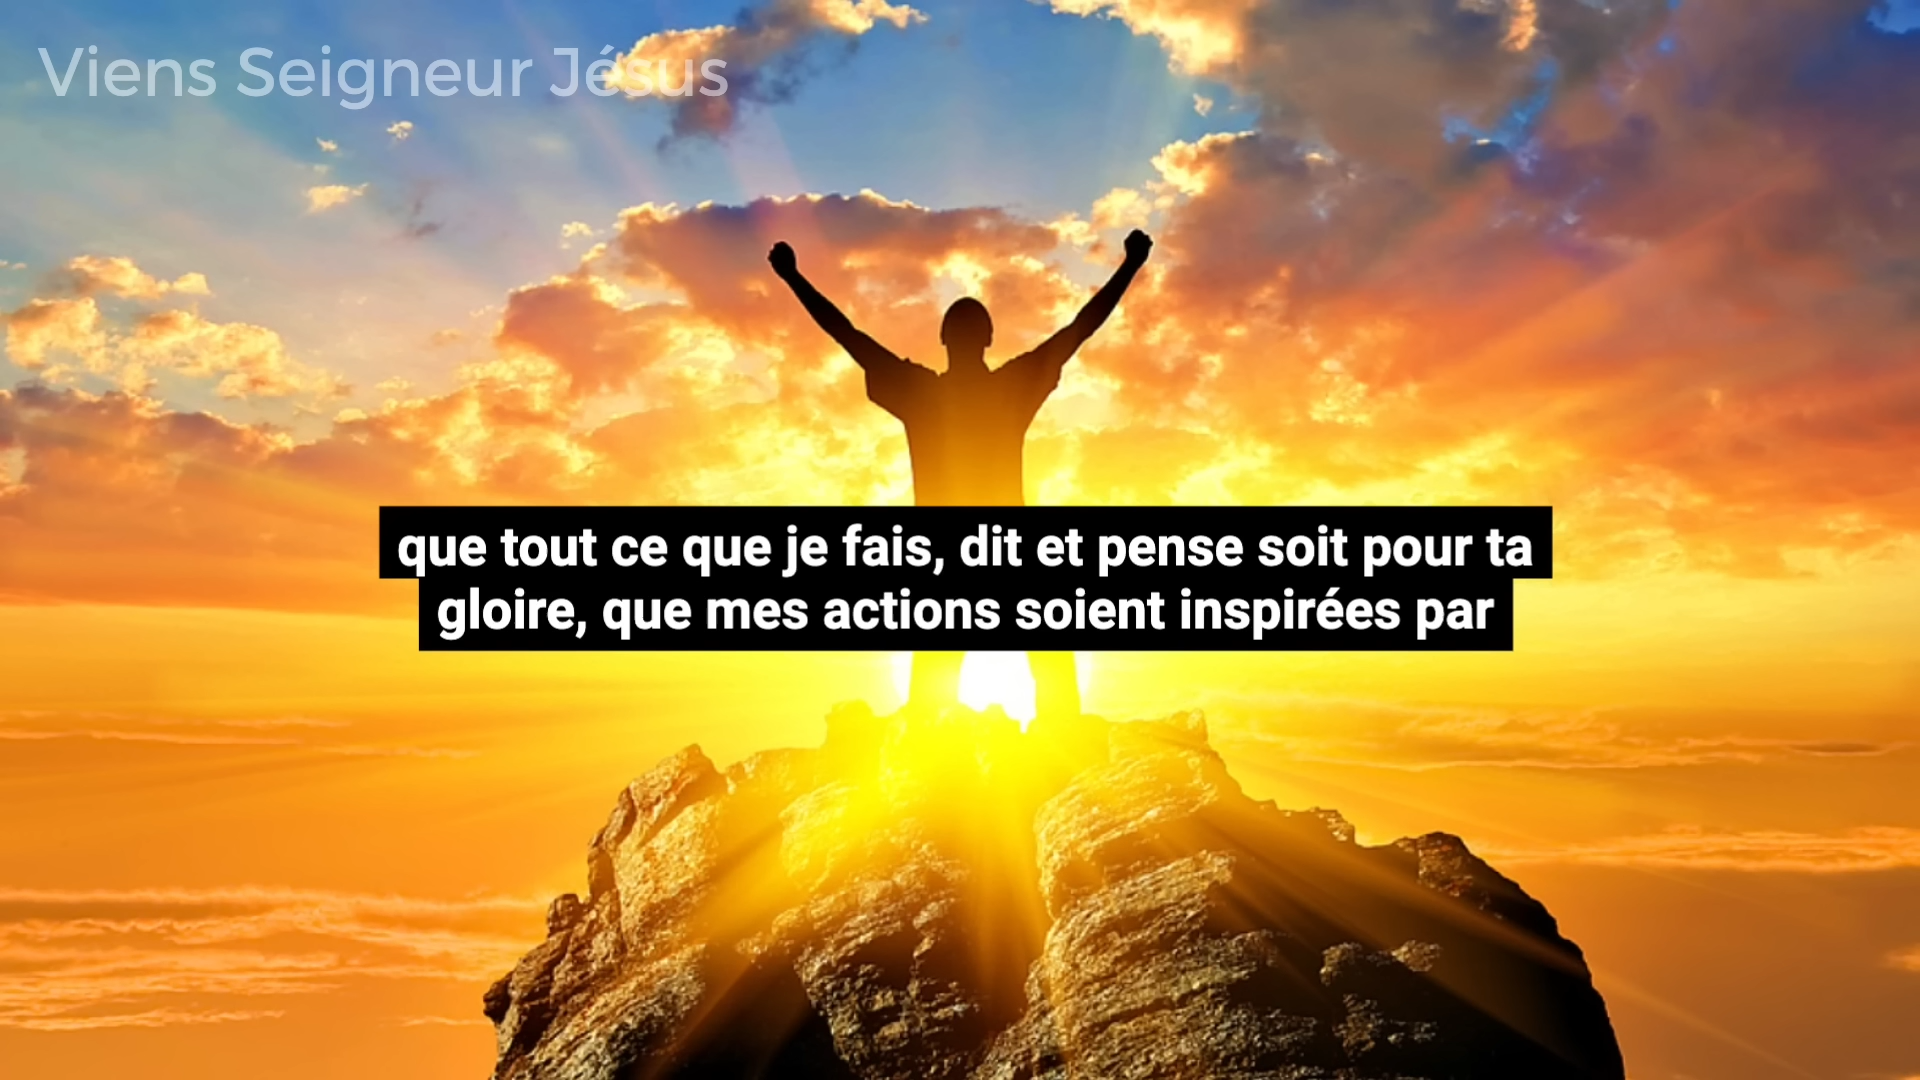 Viens Seigneur Jésus
que tout ce que je fais, dit et pense soit pour ta
gloire, que mes actions soient inspirées par